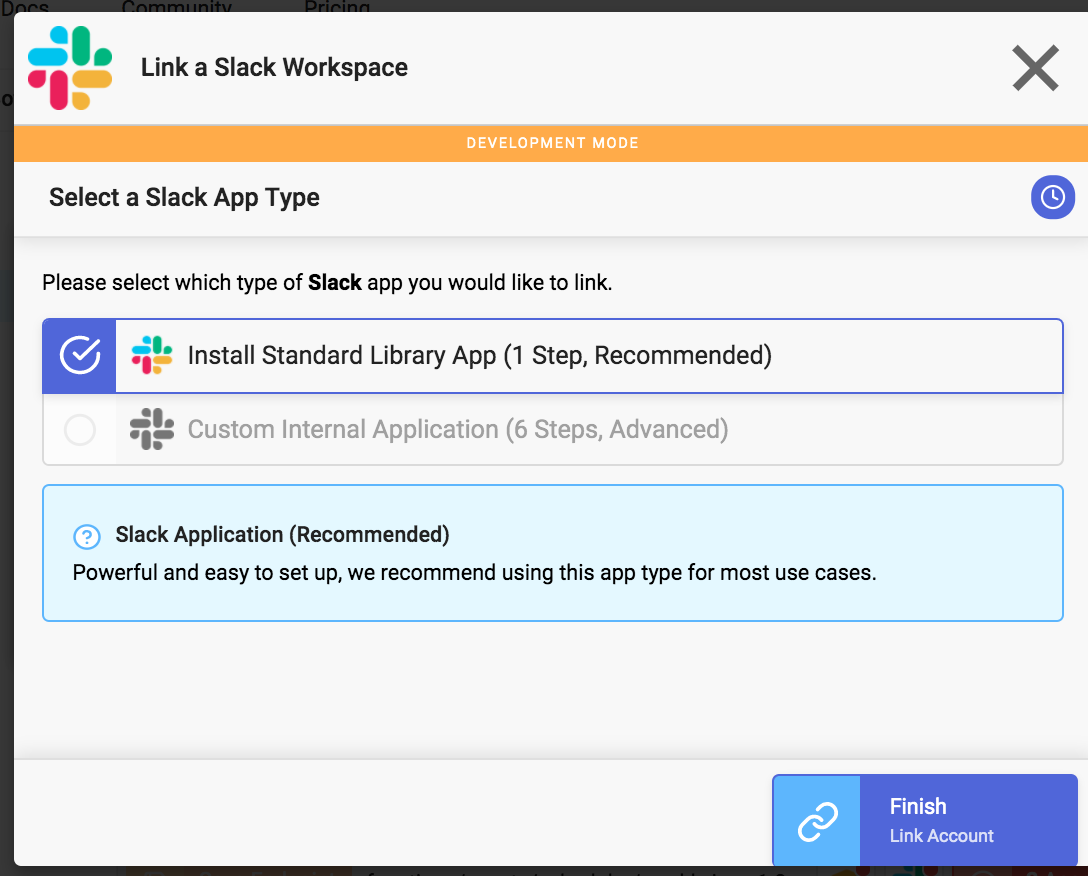 Docs Community Pricing
Link a Slack Workspace
DEVELOPMENT MODE
Select a Slack App Type
Please select which type of Slack app you would like to link.
Install Standard Library App (1 Step, Recommended)
Custom Internal Application (6 Steps, Advanced)
Slack Application (Recommended)
Powerful and easy to set up, we recommend using this app type for most use cases.
Finish
Link Account